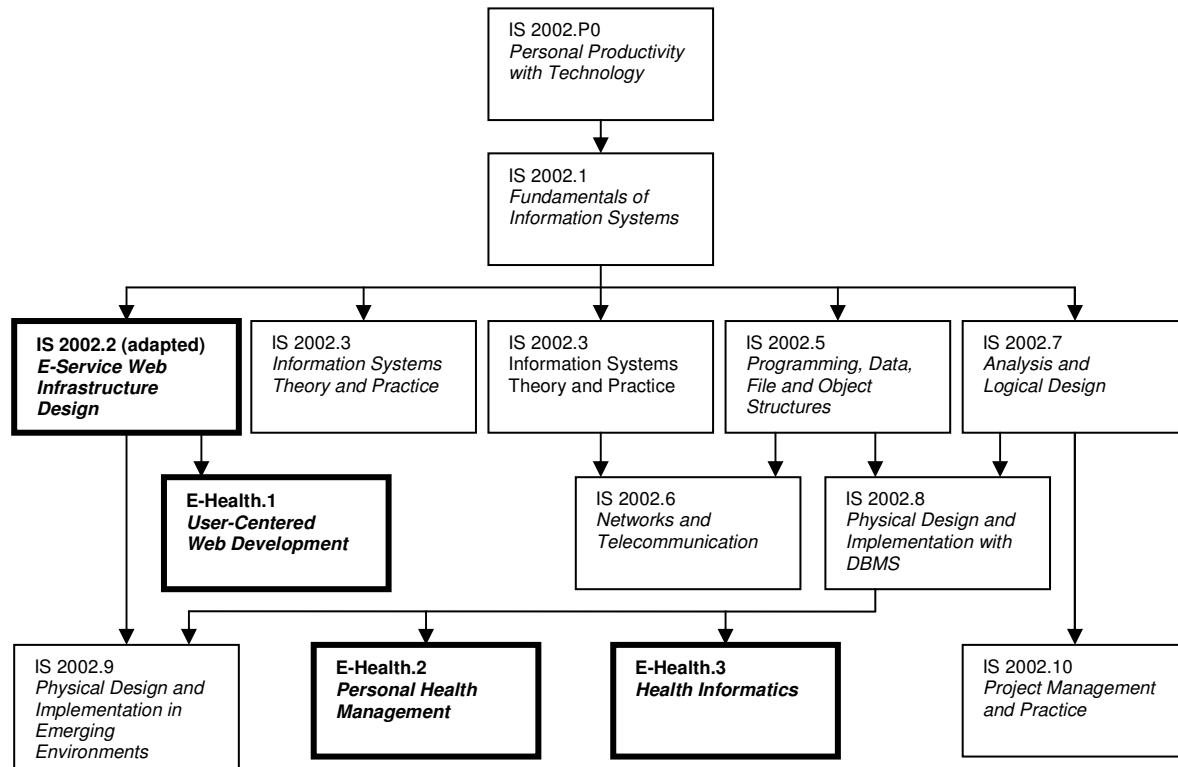 IS 2002.P0
Personal Productivity
with Technology
IS 2002.1
Fundamentals of
Information Systems
IS 2002.2 (adapted)
E-Service Web
Infrastructure
Design
IS 2002.3
Information Systems
Theory and Practice
IS 2002.3
Information Systems
Theory and Practice
IS 2002.5
Programming, Data,
File and Object
Structures
IS 2002.7
Analysis and
Logical Design
E-Health.1
User-Centered
Web Development
IS 2002.6
Networks and
Telecommunication
IS 2002.8
Physical Design and
Implementation with
DBMS
IS 2002.9
Physical Design and
Implementation in
Emerging
Environments
E-Health.2
Personal Health
Management
E-Health.3
Health Informatics
IS 2002.10
Project Management
and Practice